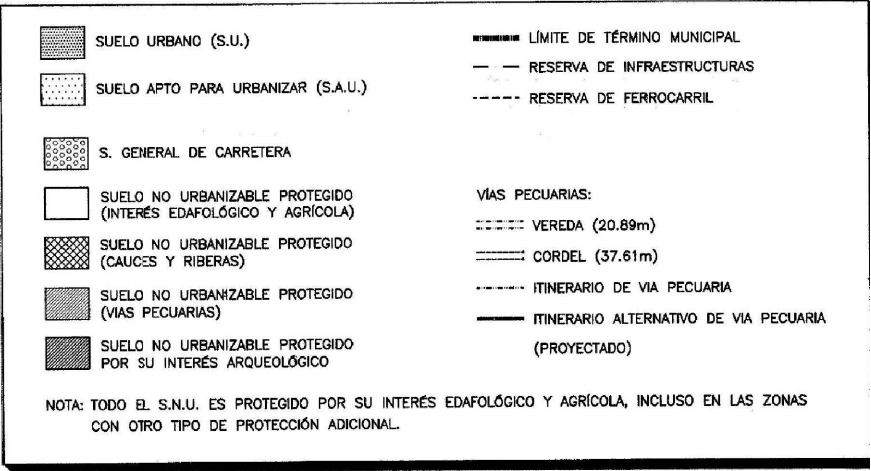 SUELO URBANO (S.U.)
SUELO APTO PARA URBANIZAR (S.A.U.)
S. GENERAL DE CARRETERA
SUELO NO URBANIZABLE PROTEGIDO
(INTERÉS EDAFOLÓGICO Y AGRÍCOLA)
SUELO NO URBANIZABLE PROTEGIDO
(CAUCES Y RIBERAS)
SUELO NO URBANIZABLE PROTEGIDO
(VIAS PECUARIAS)
SUELO NO URBANIZABLE PROTEGIDO
POR SU INTERÉS ARQUEOLÓGICO
LÍMITE DE TÉRMINO MUNICIPAL
RESERVA DE INFRAESTRUCTURAS
RESERVA DE FERROCARRIL
VÍAS PECUARIAS:
VEREDA (20.89m)
CORDEL (37.61m)
ITINERARIO DE VIA PECUARIA
ITINERARIO ALTERNATIVO DE VIA PECUARIA
(PROYECTADO)
NOTA: TODO EL S.N.U. ES PROTEGIDO POR SU INTERÉS EDAFOLÓGICO Y AGRÍCOLA, INCLUSO EN LAS ZONAS
CON OTRO TIPO DE PROTECCIÓN ADICIONAL.